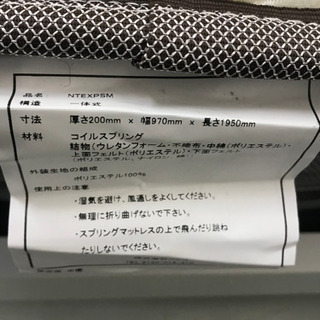 品名 NTEXPSM
構造 一体式
寸法 厚さ200mm × 幅970mm × 長さ1950mm
材料 コイルスプリング
詰物(ウレタンフォーム・不織布・中綿(ポリエステル)・
上面フェルト(ポリエステル)・下面フェルト
(ポリエステル、ナイロン、綿)
外装生地の組成
ポリエステル100%
使用上の注意
・湿気を避け、風通しをよくしてください。
・無理に折り曲げないで下さい。
・スプリングマットレスの上で飛んだり跳ね
たりしないでください。